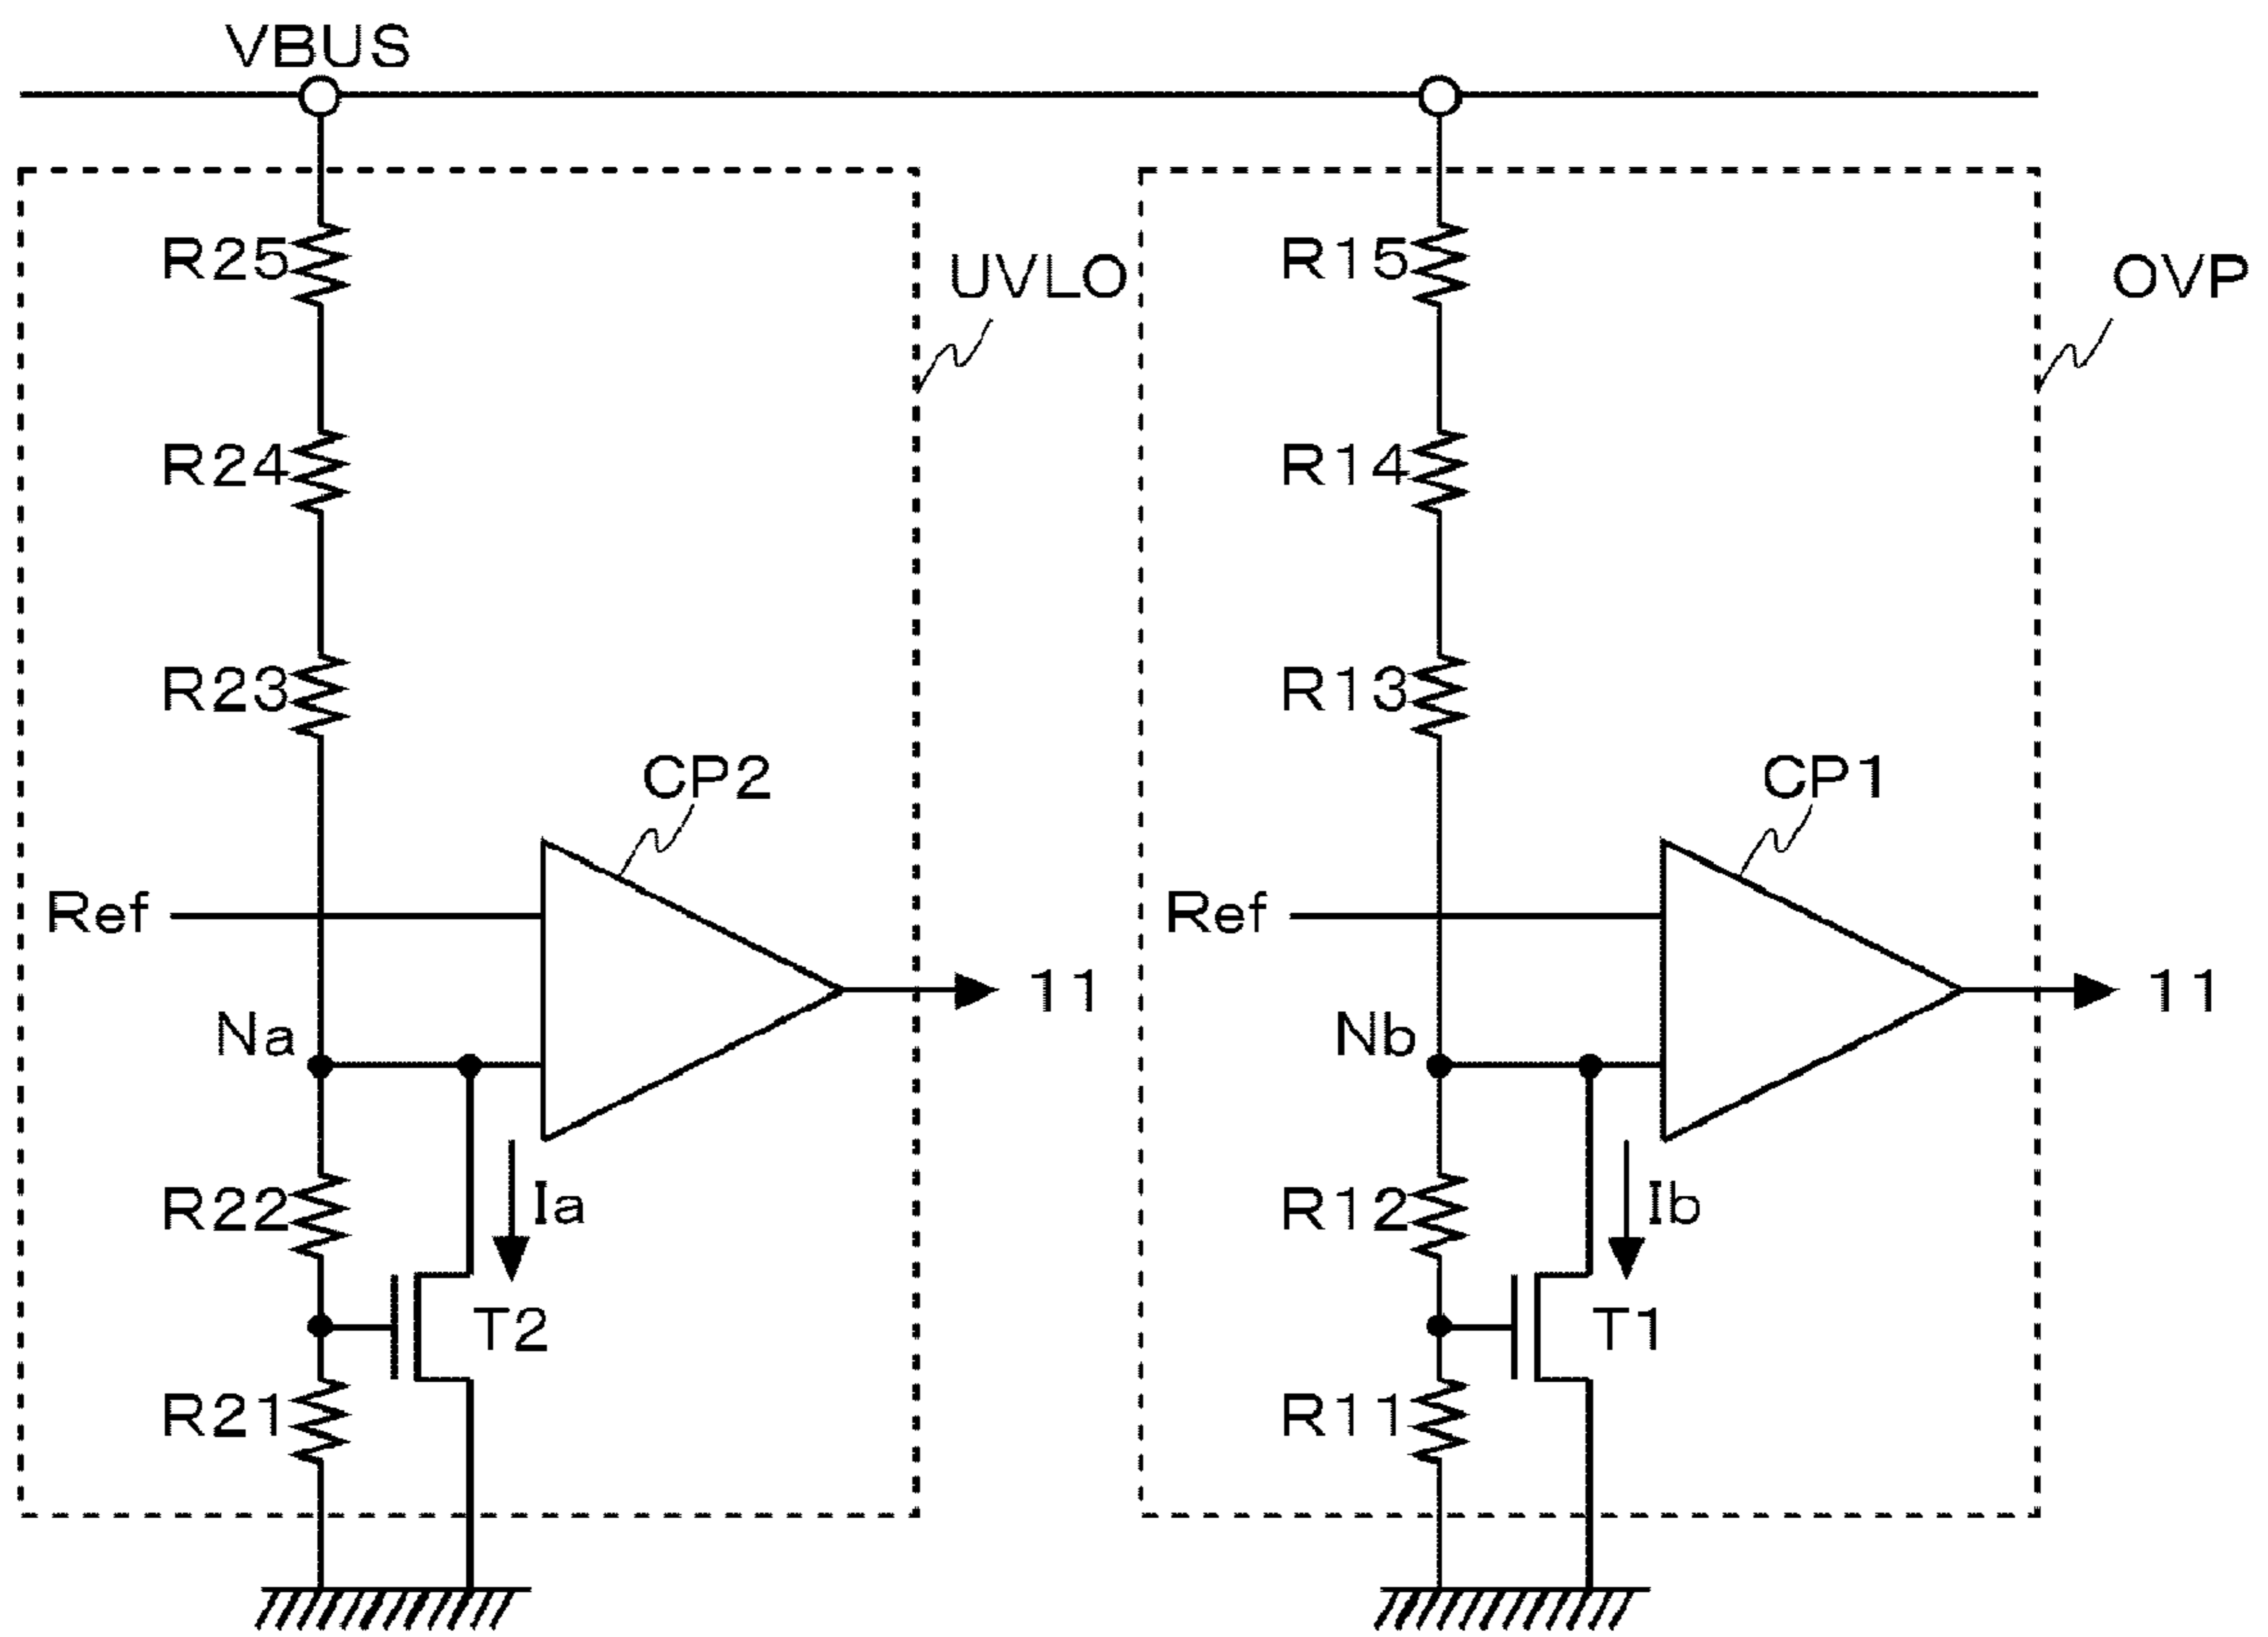 VBUS
R25
R24
R23
UVLO
CP2
Ref
11
Na
R22
Ia
T2
R21
R15
R14
R13
OVP
CP1
Ref
11
Nb
R12
Ib
T1
R11